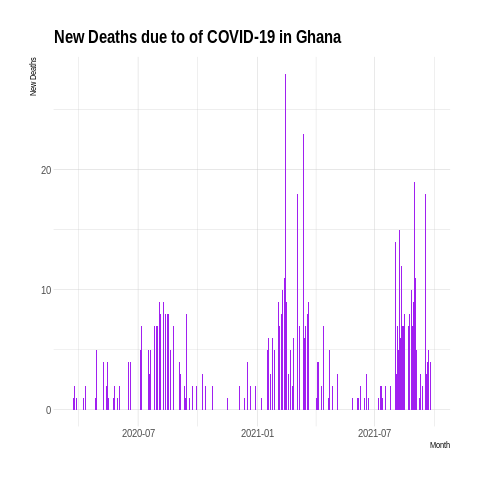 New Deaths due to of COVID-19 in Ghana
New Deaths
20
10
0
2020-07
2021-01
2021-07
Month